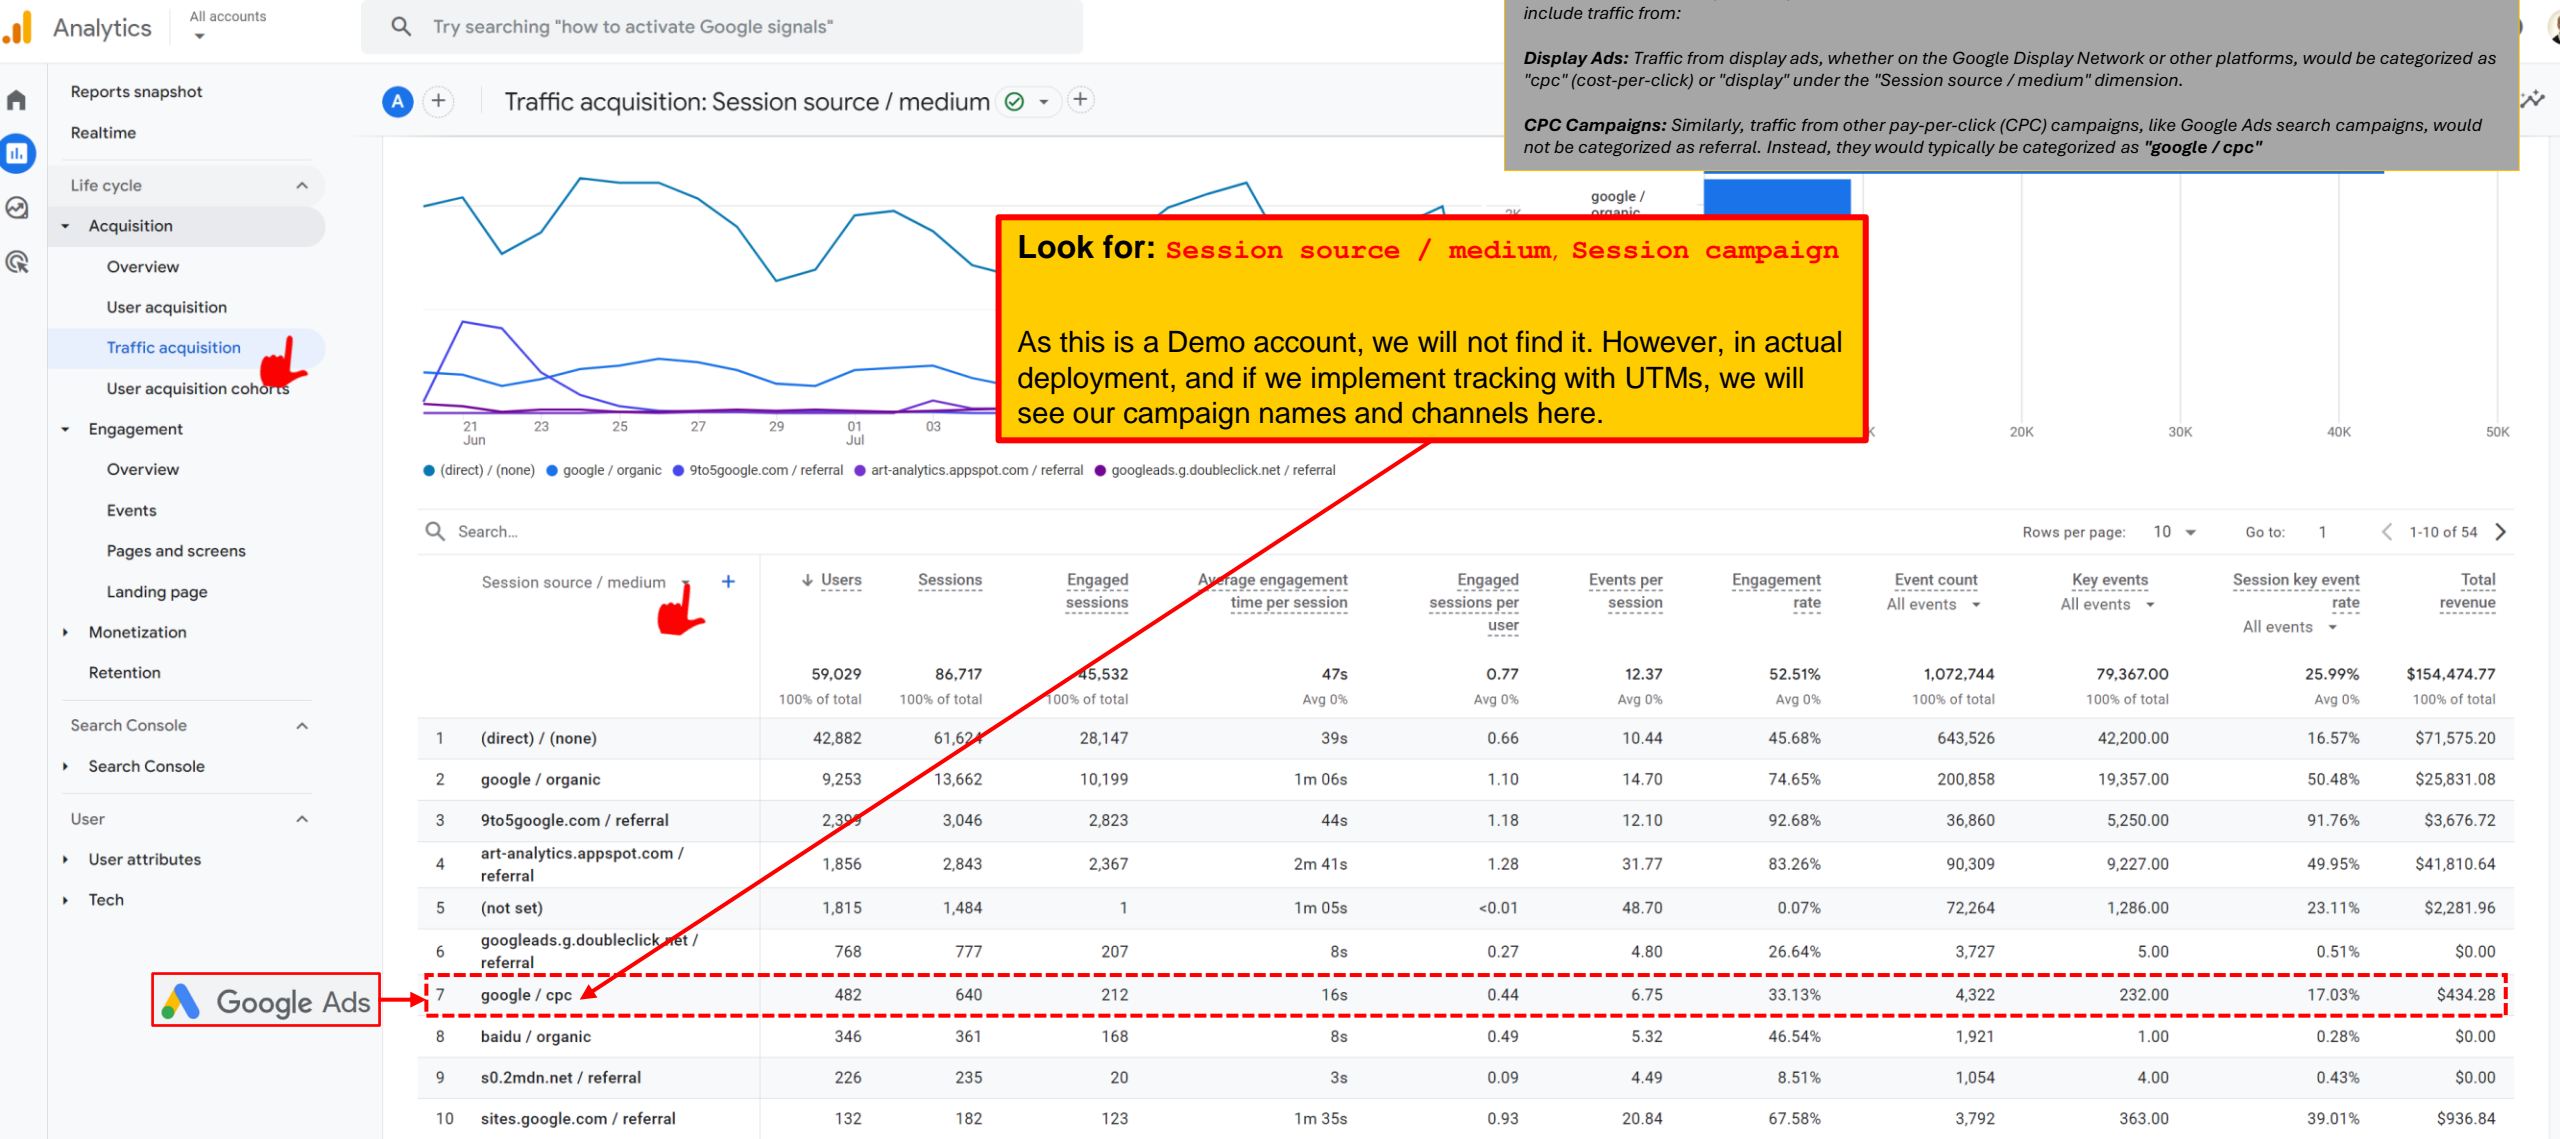 Analytics
All accounts
Try searching "how to activate Google signals"
include traffic from:
Display Ads: Traffic from display ads, whether on the Google Display Network or other platforms, would be categorized as
"cpc" (cost-per-click) or "display" under the "Session source / medium" dimension.
CPC Campaigns: Similarly, traffic from other pay-per-click (CPC) campaigns, like Google Ads search campaigns, would
not be categorized as referral. Instead, they would typically be categorized as "google / cpc"
Reports snapshot
Realtime
Life cycle
Acquisition
Overview
User acquisition
Traffic acquisition
User acquisition cohorts
Engagement
Overview
Events
Pages and screens
Landing page
Monetization
Retention
Search Console
Search Console
User
User attributes
Tech
A
Traffic acquisition: Session source / medium
google /
organic
2K
Look for: Session source / medium, Session campaign
As this is a Demo account, we will not find it. However, in actual
deployment, and if we implement tracking with UTMs, we will
see our campaign names and channels here.
21 23 25 27 29 01 03
Jun Jul
20K 30K 40K 50K
(direct) / (none) google / organic 9to5google.com / referral art-analytics.appspot.com / referral googleads.g.doubleclick.net / referral
Search...
Rows per page: 10 Go to: 1 1-10 of 54
Session source / medium + Users Sessions Engaged Average engagement Engaged Events per Engagement Event count Key events Session key event Total
sessions time per session sessions per session rate All events All events rate revenue
user All events
59,029 86,717 45,532 47s 0.77 12.37 52.51% 1,072,744 79,367.00 25.99% $154,474.77
100% of total 100% of total 100% of total Avg 0% Avg 0% Avg 0% Avg 0% 100% of total 100% of total Avg 0% 100% of total
1 (direct) / (none) 42,882 61,624 28,147 39s 0.66 10.44 45.68% 643,526 42,200.00 16.57% $71,575.20
2 google / organic 9,253 13,662 10,199 1m 06s 1.10 14.70 74.65% 200,858 19,357.00 50.48% $25,831.08
3 9to5google.com / referral 2,399 3,046 2,823 44s 1.18 12.10 92.68% 36,860 5,250.00 91.76% $3,676.72
4 art-analytics.appspot.com / 1,856 2,843 2,367 2m 41s 1.28 31.77 83.26% 90,309 9,227.00 49.95% $41,810.64
referral
5 (not set) 1,815 1,484 1 1m 05s <0.01 48.70 0.07% 72,264 1,286.00 23.11% $2,281.96
6 googleads.g.doubleclick.net / 768 777 207 8s 0.27 4.80 26.64% 3,727 5.00 0.51% $0.00
referral
Google Ads
7 google / cpc 482 640 212 16s 0.44 6.75 33.13% 4,322 232.00 17.03% $434.28
8 baidu / organic 346 361 168 8s 0.49 5.32 46.54% 1,921 1.00 0.28% $0.00
9 s0.2mdn.net / referral 226 235 20 3s 0.09 4.49 8.51% 1,054 4.00 0.43% $0.00
10 sites.google.com / referral 132 182 123 1m 35s 0.93 20.84 67.58% 3,792 363.00 39.01% $936.84